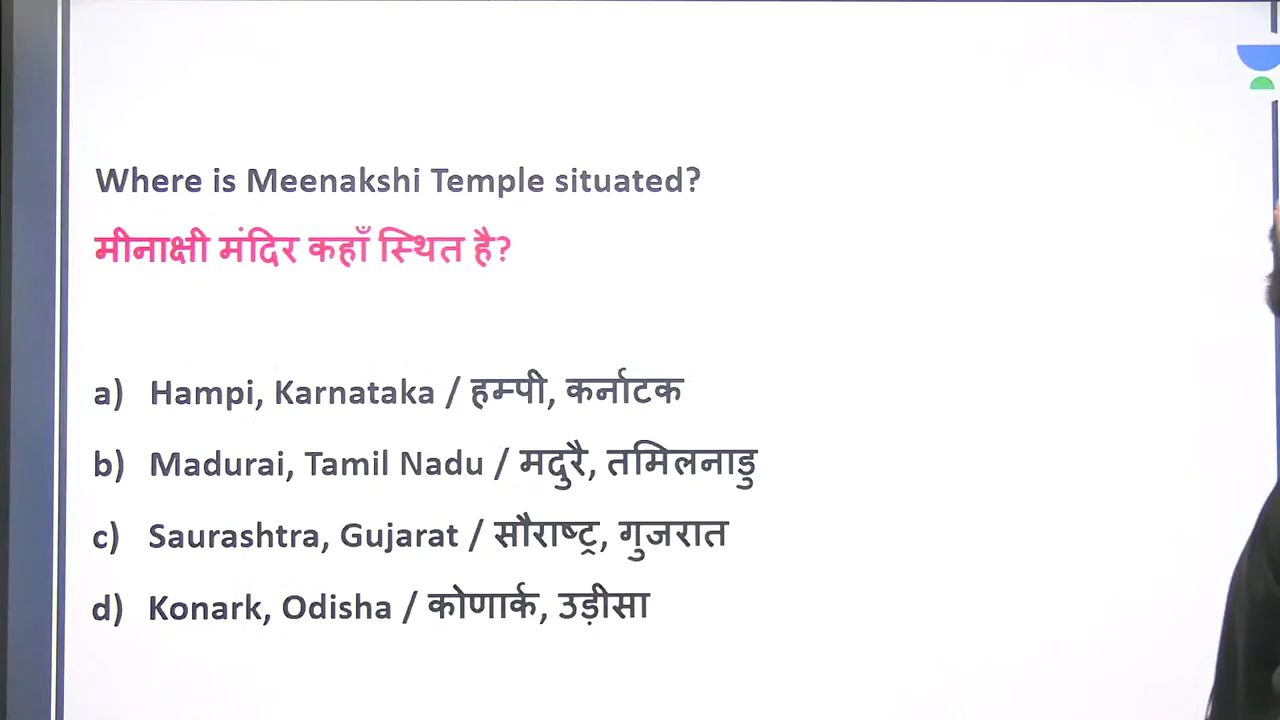 Where is Meenakshi Temple situated?
मीनाक्षी मंदिर कहाँ स्थित है?
a) Hampi, Karnataka / हम्पी, कर्नाटक
b) Madurai, Tamil Nadu / मदुरै, तमिलनाडु
c) Saurashtra, Gujarat / सौराष्ट्र, गुजरात
d) Konark, Odisha / कोणार्क, उड़ीसा